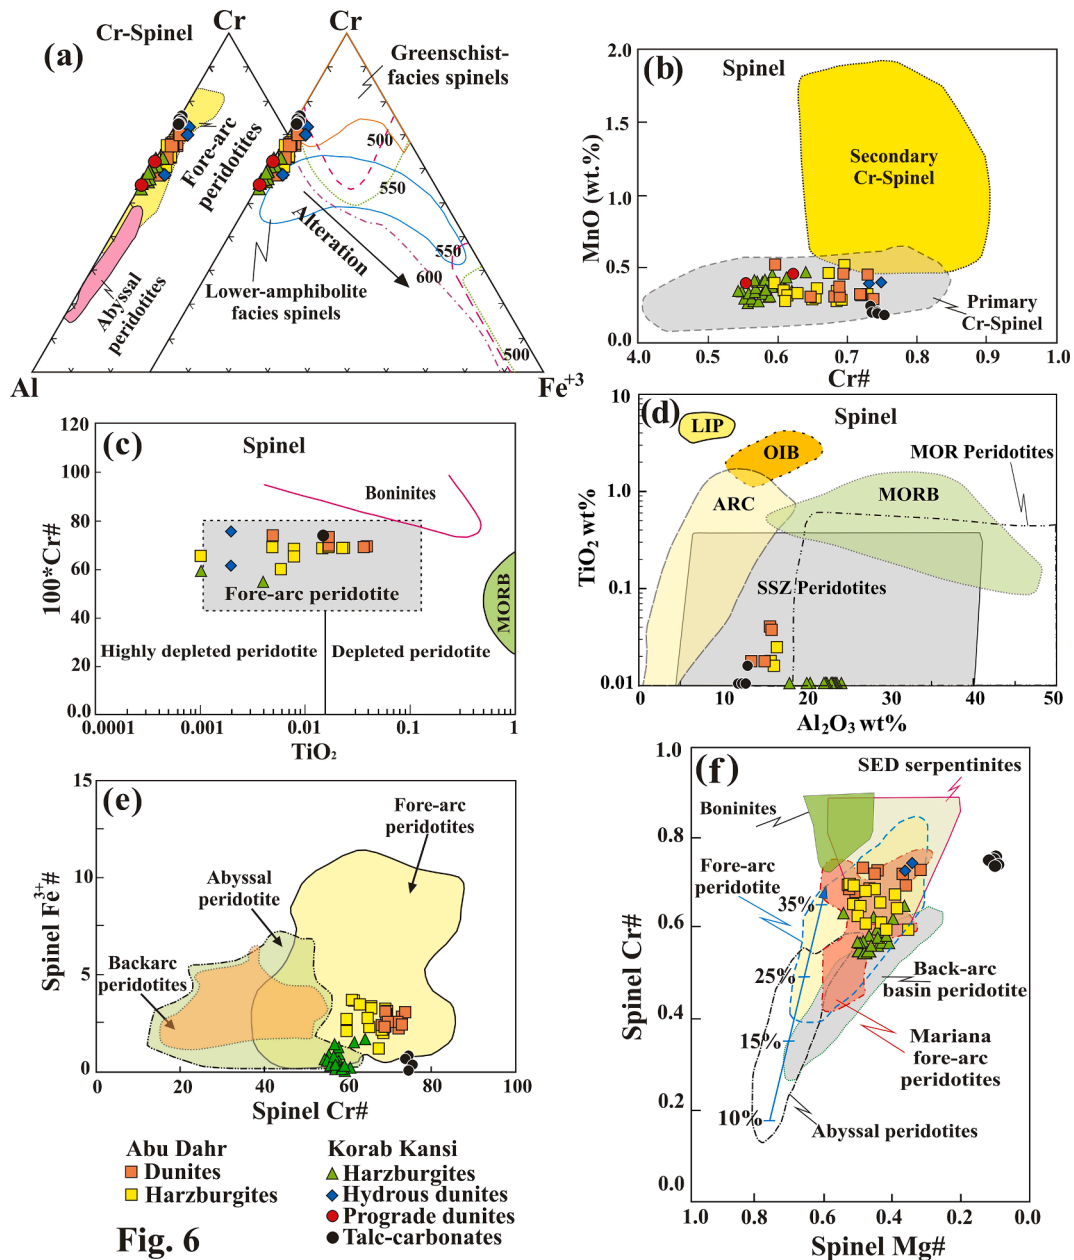 (a)
Cr-Spinel
Cr
Cr
Greenschist-
facies spinels
Fore-arc
peridotites
500
550
550
600
500
Alteration
Lower-amphibolite
facies spinels
Abyssal
peridotites
Al
Fe+3
(b)
Spinel
MnO (wt.%)
2.0
1.5
1.0
0.5
0.0
Secondary
Cr-Spinel
Primary
Cr-Spinel
4.0
0.5
0.6
0.7
0.8
0.9
1.0
Cr#
(c)
Spinel
100*Cr#
120
100
80
60
40
20
0.0
Boninites
Fore-arc peridotite
MORB
Highly depleted peridotite
Depleted peridotite
0.0001
0.001
0.01
0.1
1
TiO2
(d)
Spinel
TiO2 wt%
10
1.0
0.1
0.01
LIP
OIB
MOR Peridotites
ARC
MORB
SSZ Peridotites
0
10
20
30
40
50
Al2O3 wt%
(e)
Spinel Fe3+#
15
10
5
0
Fore-arc
peridotites
Abyssal
peridotite
Backarc
peridotites
20
40
60
80
100
Spinel Cr#
(f)
Spinel Cr#
1.0
0.8
0.6
0.4
0.2
0.0
SED serpentinites
Boninites
Fore-arc
peridotite
35%
25%
15%
10%
Back-arc
basin peridotite
Mariana
fore-arc
peridotites
Abyssal peridotites
1.0
0.8
0.6
0.4
0.2
0.0
Spinel Mg#
Abu Dahr
Dunites
Harzburgites
Korab Kansi
Harzburgites
Hydrous dunites
Prograde dunites
Talc-carbonates
Fig. 6